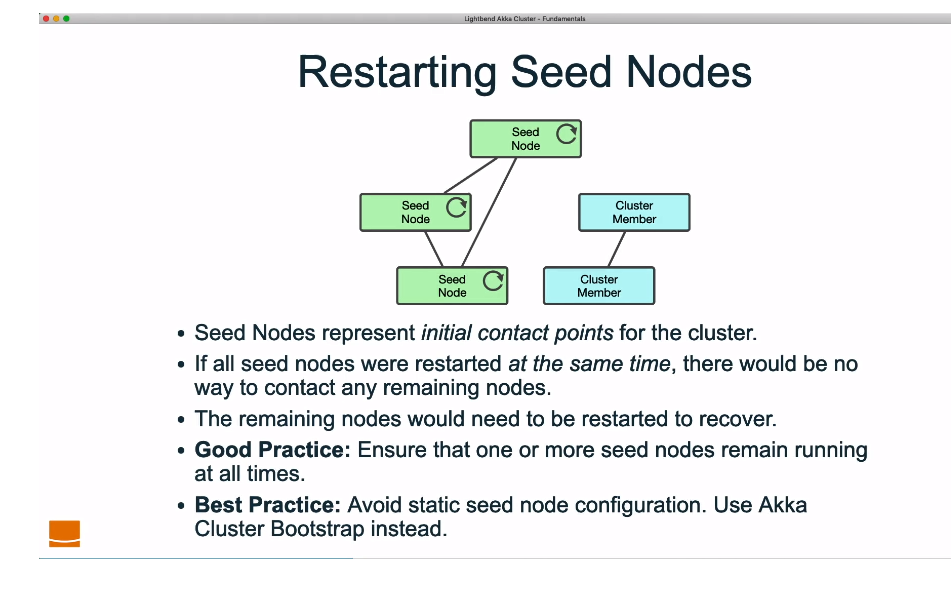 Lightbend Akka Cluster - Fundamentals
Restarting Seed Nodes
Seed
Node
Seed
Node
Cluster
Member
Seed
Node
Cluster
Member
• Seed Nodes represent initial contact points for the cluster.
• If all seed nodes were restarted at the same time, there would be no
way to contact any remaining nodes.
• The remaining nodes would need to be restarted to recover.
• Good Practice: Ensure that one or more seed nodes remain running
at all times.
• Best Practice: Avoid static seed node configuration. Use Akka
Cluster Bootstrap instead.